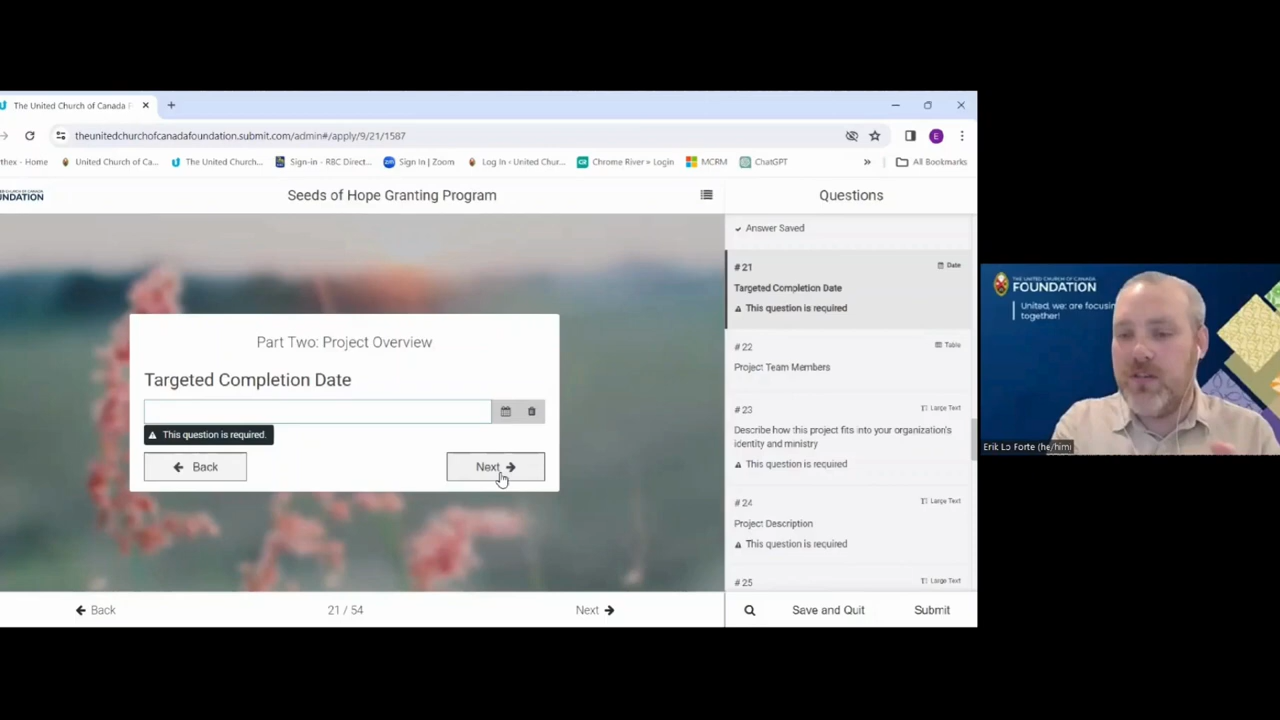 The United Church of Canada F
theunitedchurchofcanadafoundation.submit.com/admin#/apply/9/21/1587
E
thex - Home
United Church of Ca...
The United Church...
Sign-in - RBC Direct...
Sign In | Zoom
Log In ‹ United Chur...
Chrome River » Login
MCRM
ChatGPT
»
All Bookmarks
UNDATION
Seeds of Hope Granting Program
Questions
Part Two: Project Overview
Targeted Completion Date
This question is required.
Back
Next
Back
21 / 54
Next
Answer Saved
# 21
Date
Targeted Completion Date
This question is required
# 22
Table
Project Team Members
# 23
Large Text
Describe how this project fits into your organization's
identity and ministry
This question is required
# 24
Large Text
Project Description
This question is required
# 25
Large Text
Save and Quit
Submit
THE UNITED CHURCH OF CANADA
FOUNDATION
United, we: are focusin
together!
Erik Lo Forte (he/him)